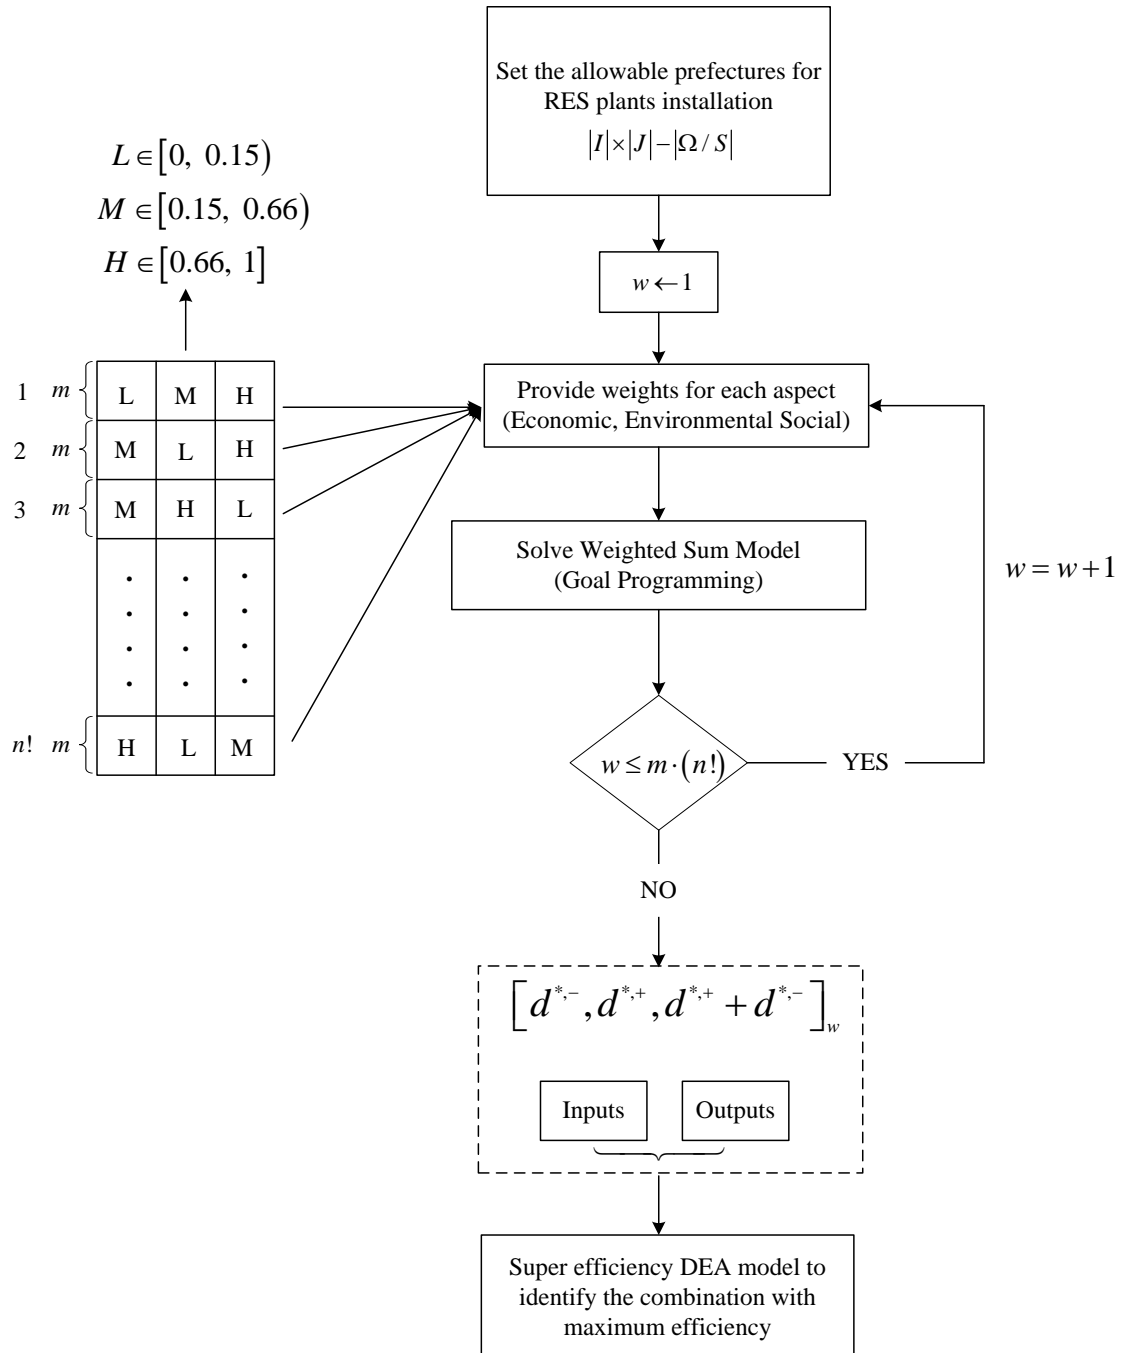 Set the allowable prefectures for
RES plants installation
|I|×|J|−|Ω / S|
L ∈ [0, 0.15)
M ∈ [0.15, 0.66)
H ∈ [0.66, 1]
w ← 1
1 m L M H
2 m M L H
3 m M H L
n! m H L M
Provide weights for each aspect
(Economic, Environmental Social)
Solve Weighted Sum Model
(Goal Programming)
w = w + 1
w ≤ m · (n!)
YES
NO
[d*,−, d*,+, d*,+ + d*,−]w
Inputs Outputs
Super efficiency DEA model to
identify the combination with
maximum efficiency